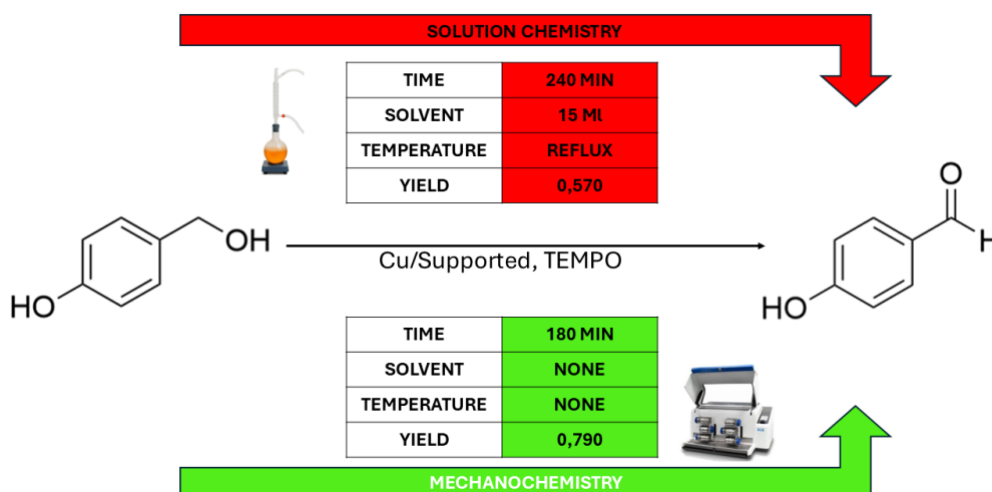 SOLUTION CHEMISTRY
TIME 240 MIN
SOLVENT 15 Ml
TEMPERATURE REFLUX
YIELD 0,570
OH
HO
Cu/Supported, TEMPO
O
H
HO
TIME 180 MIN
SOLVENT NONE
TEMPERATURE NONE
YIELD 0,790
MECHANOCHEMISTRY